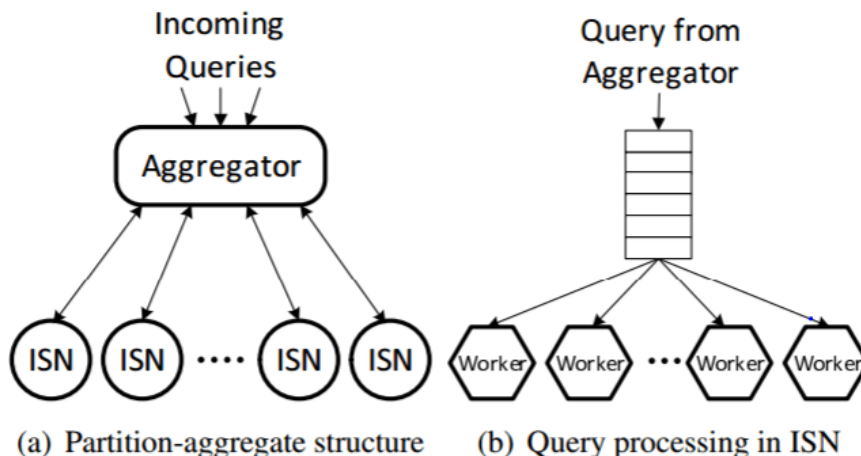 Incoming
Queries
Aggregator
ISN ISN ISN ISN
(a) Partition-aggregate structure
Query from
Aggregator
Worker Worker Worker Worker
(b) Query processing in ISN